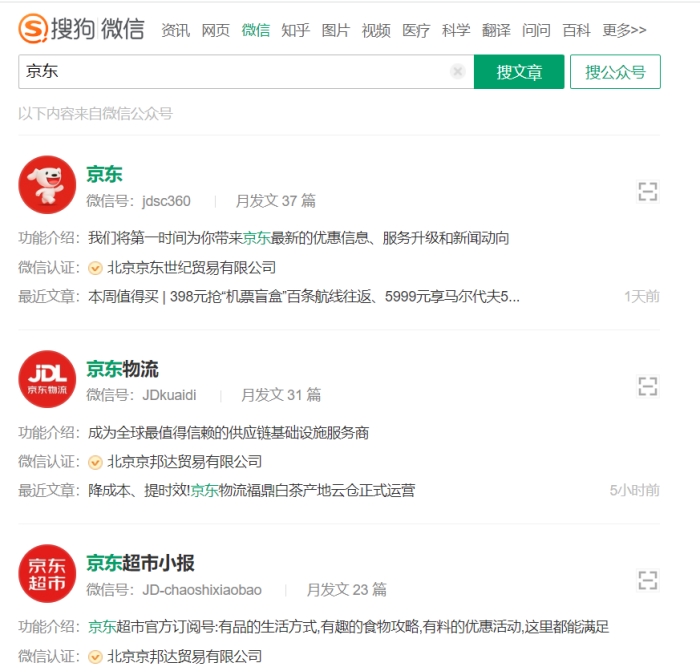 搜狗 微信 资讯 网页 微信 知乎 图片 视频 医疗 科学 翻译 问问 百科 更多>>
京东 搜文章 搜公众号
以下内容来自微信公众号
京东
微信号：jdsc360 月发文 37 篇
功能介绍：我们将第一时间为你带来京东最新的优惠信息、服务升级和新闻动向
微信认证：北京京东世纪贸易有限公司
最近文章：本周值得买 | 398元抢“机票盲盒”百条航线往返、5999元享马尔代夫5... 1天前
JDL
京东物流
京东物流
微信号：JDkuaidi 月发文 31 篇
功能介绍：成为全球最值得信赖的供应链基础设施服务商
微信认证：北京京邦达贸易有限公司
最近文章：降成本、提时效!京东物流福鼎白茶产地云仓正式运营 5小时前
京东
超市
京东超市小报
微信号：JD-chaoshixiaobao 月发文 23 篇
功能介绍：京东超市官方订阅号:有品的生活方式,有趣的食物攻略,有料的优惠活动,这里都能满足
微信认证：北京京邦达贸易有限公司